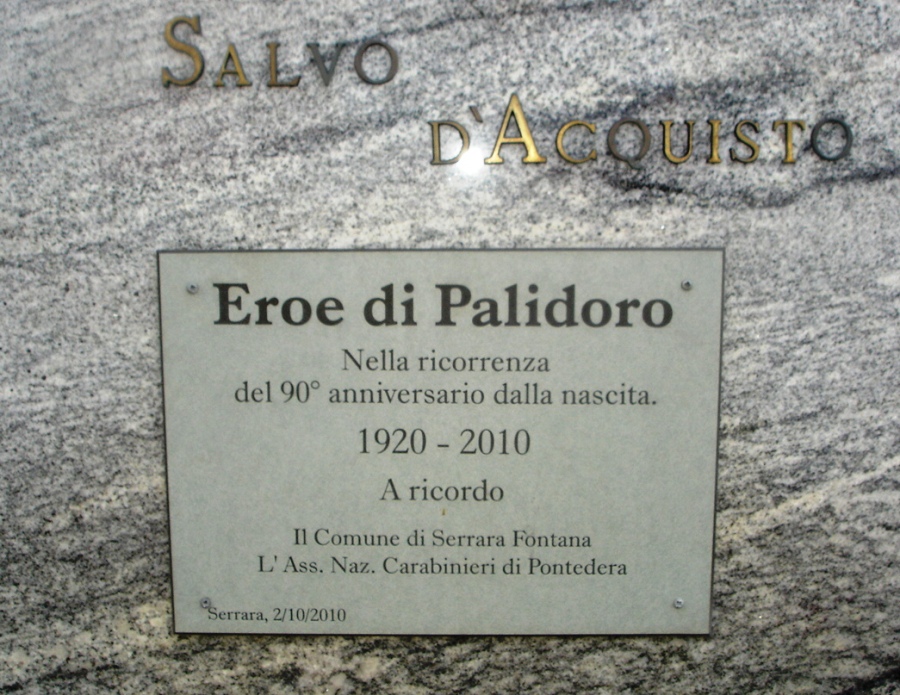 SALVO
D'ACQUISTO
Eroe di Palidoro
Nella ricorrenza
del 90° anniversario dalla nascita.
1920 - 2010
A ricordo
Il Comune di Serrara Fontana
L' Ass. Naz. Carabinieri di Pontedera
Serrara, 2/10/2010